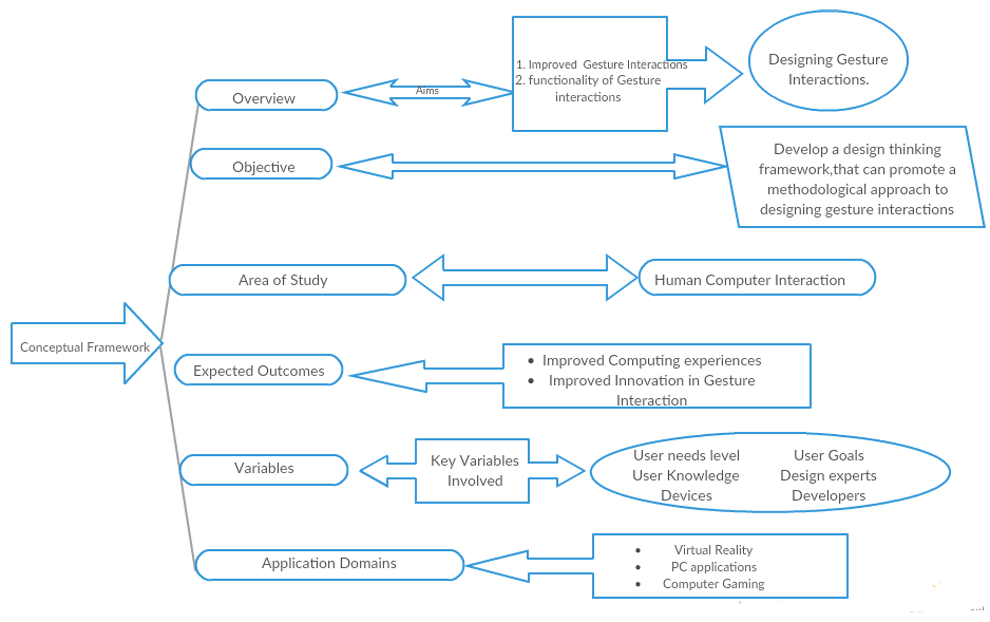 Overview
Aims
1. Improved Gesture Interactions
2. functionality of Gesture
interactions
Designing Gesture
Interactions.
Objective
Develop a design thinking
framework,that can promote a
methodological approach to
designing gesture interactions
Area of Study
Human Computer Interaction
Conceptual Framework
Expected Outcomes
• Improved Computing experiences
• Improved Innovation in Gesture
Interaction
Variables
Key Variables
Involved
User needs level User Goals
User Knowledge Design experts
Devices Developers
Application Domains
• Virtual Reality
• PC applications
• Computer Gaming